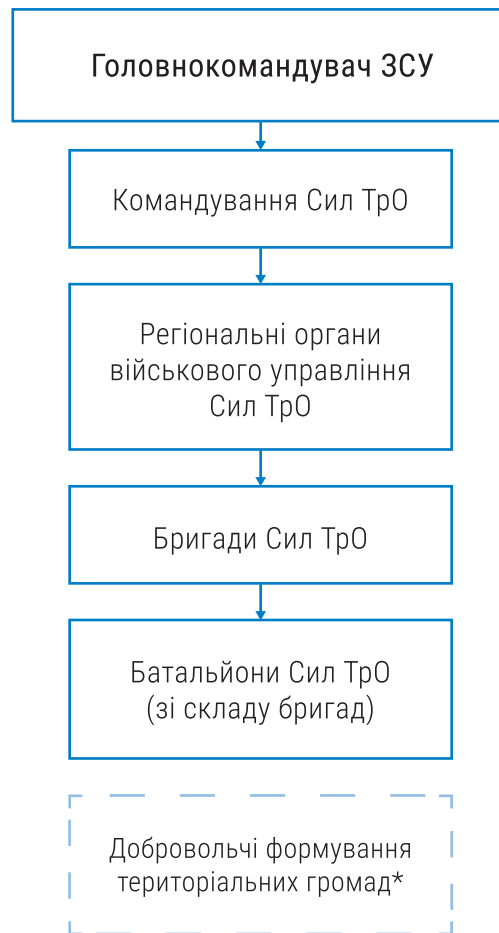 Головнокомандувач ЗСУ
Командування Сил ТрО
Регіональні органи
військового управління
Сил ТрО
Бригади Сил ТрО
Батальйони Сил ТрО
(зі складу бригад)
Добровольчі формування
територіальних громад*